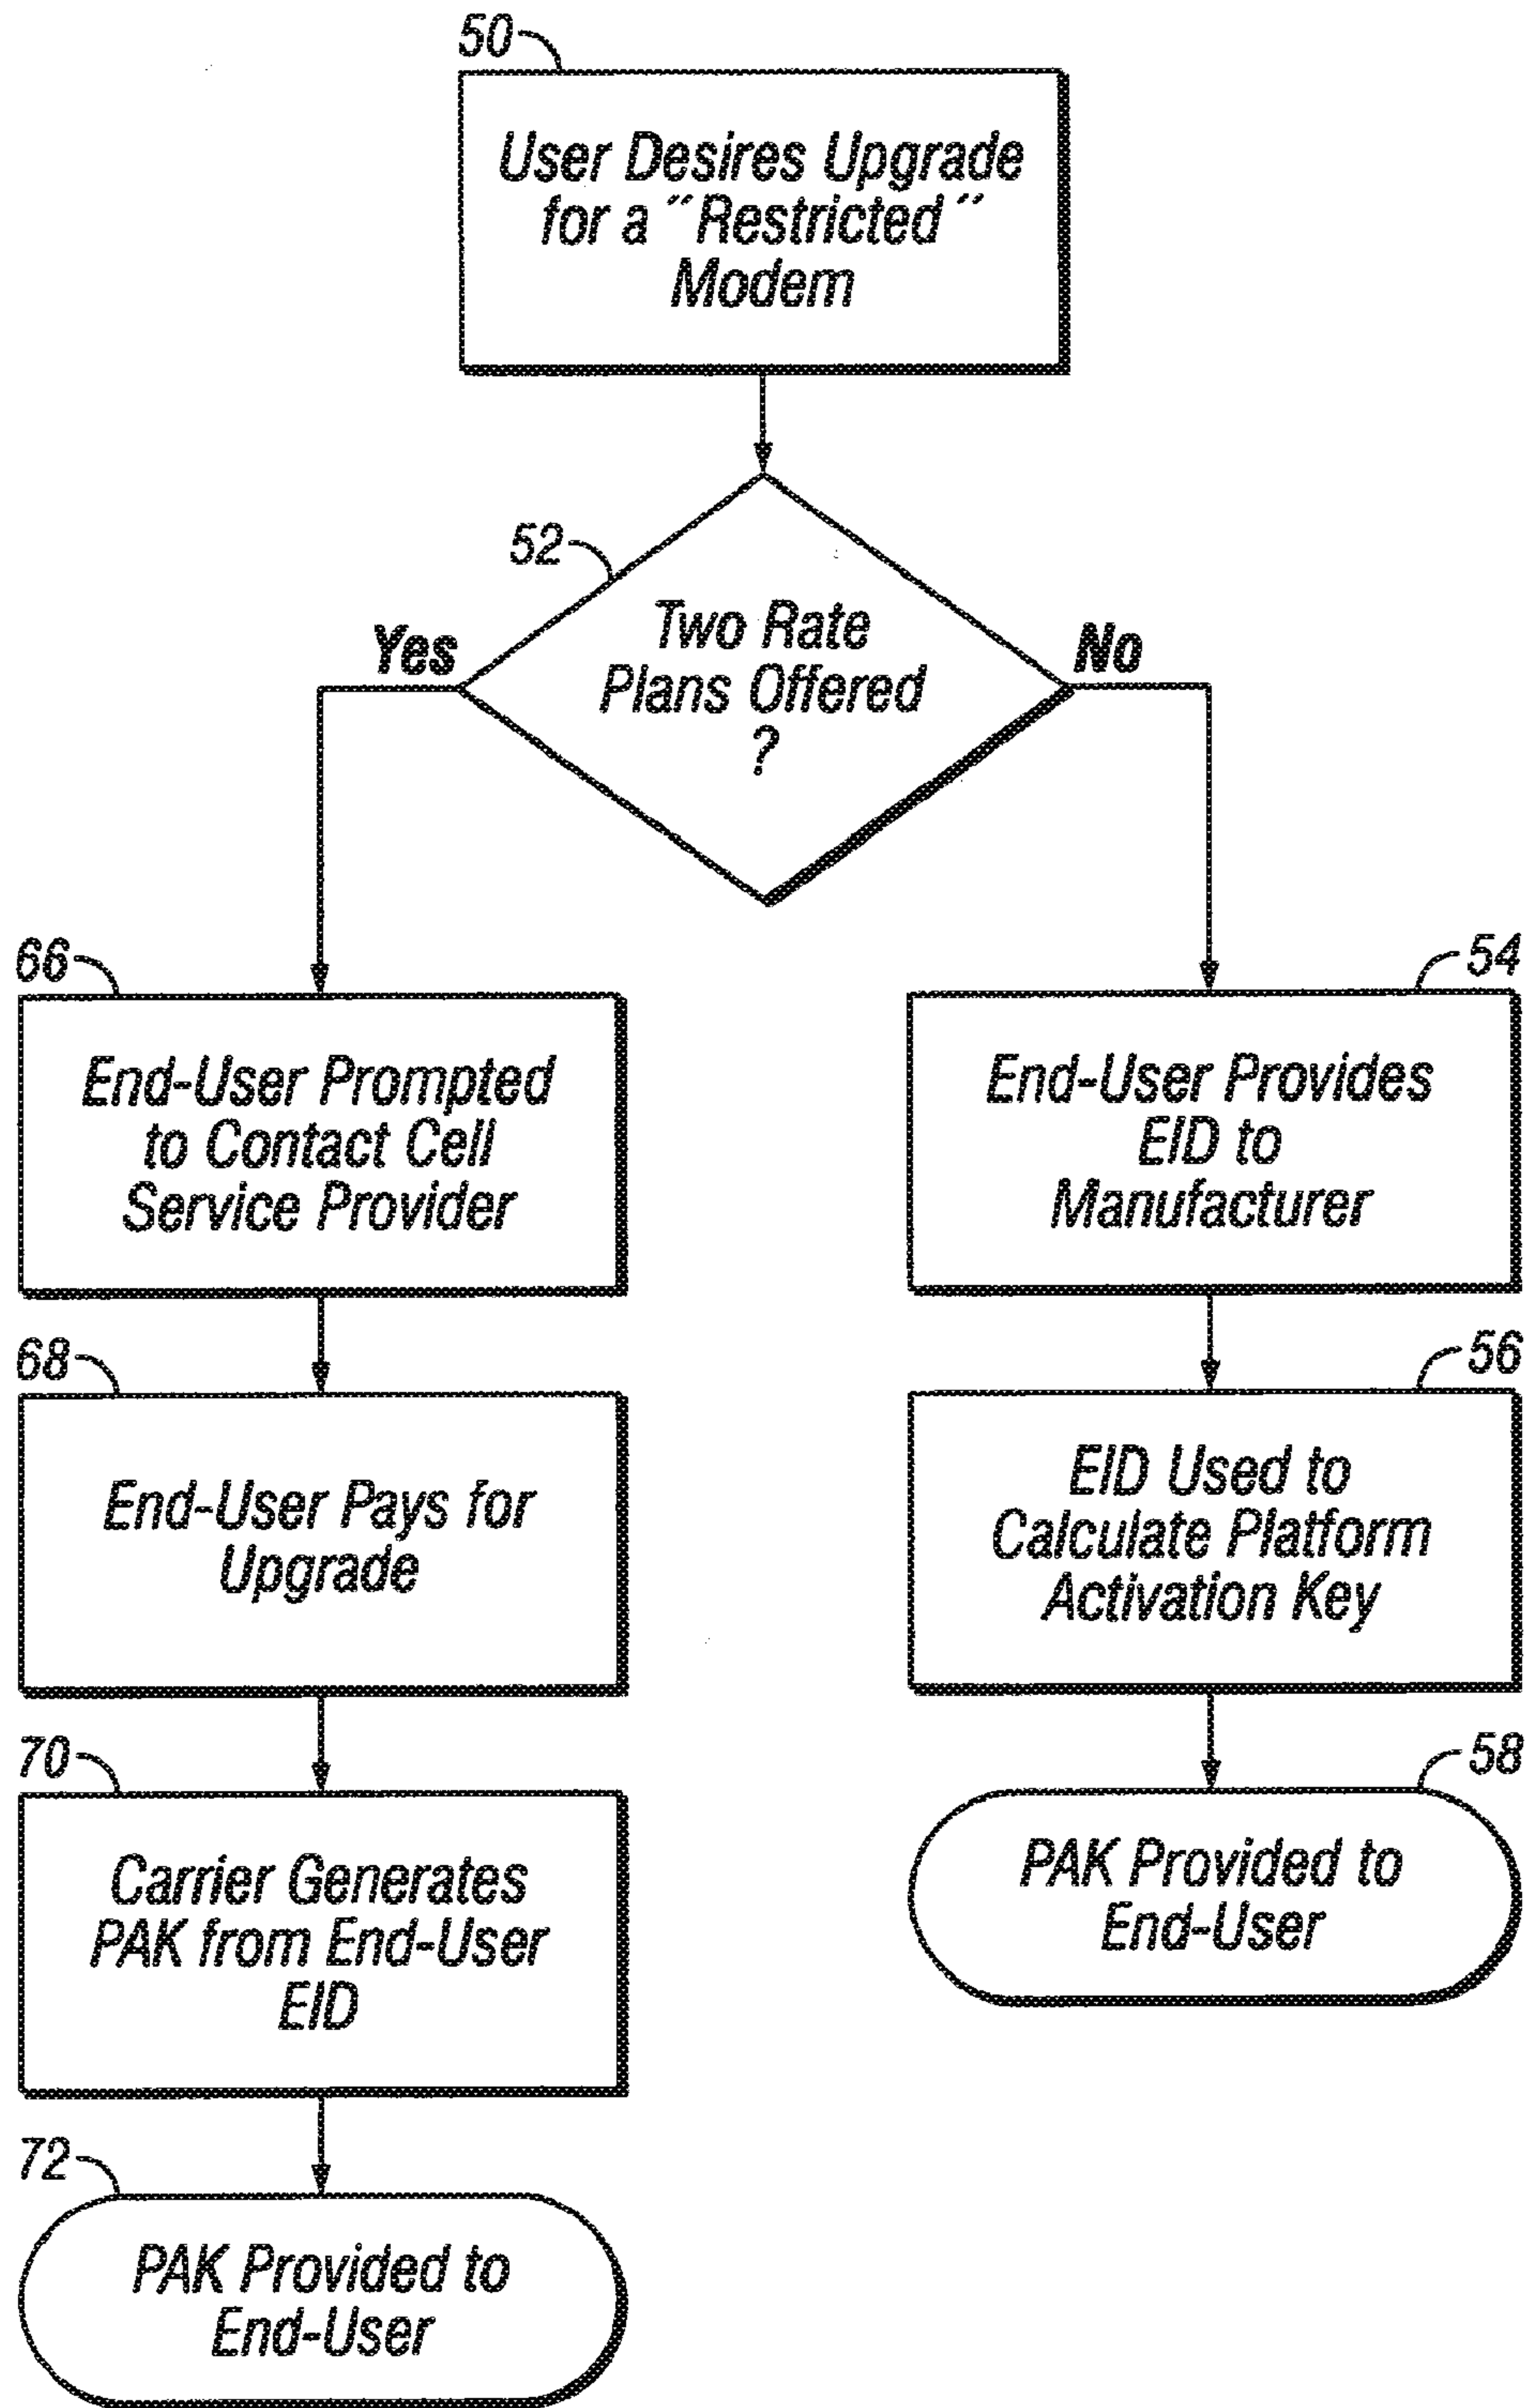 50
User Desires Upgrade
for a "Restricted"
Modem
52
Two Rate
Plans Offered
?
Yes
No
66
End-User Prompted
to Contact Cell
Service Provider
68
End-User Pays for
Upgrade
70
Carrier Generates
PAK from End-User
EID
72
PAK Provided to
End-User
54
End-User Provides
EID to
Manufacturer
56
EID Used to
Calculate Platform
Activation Key
58
PAK Provided to
End-User